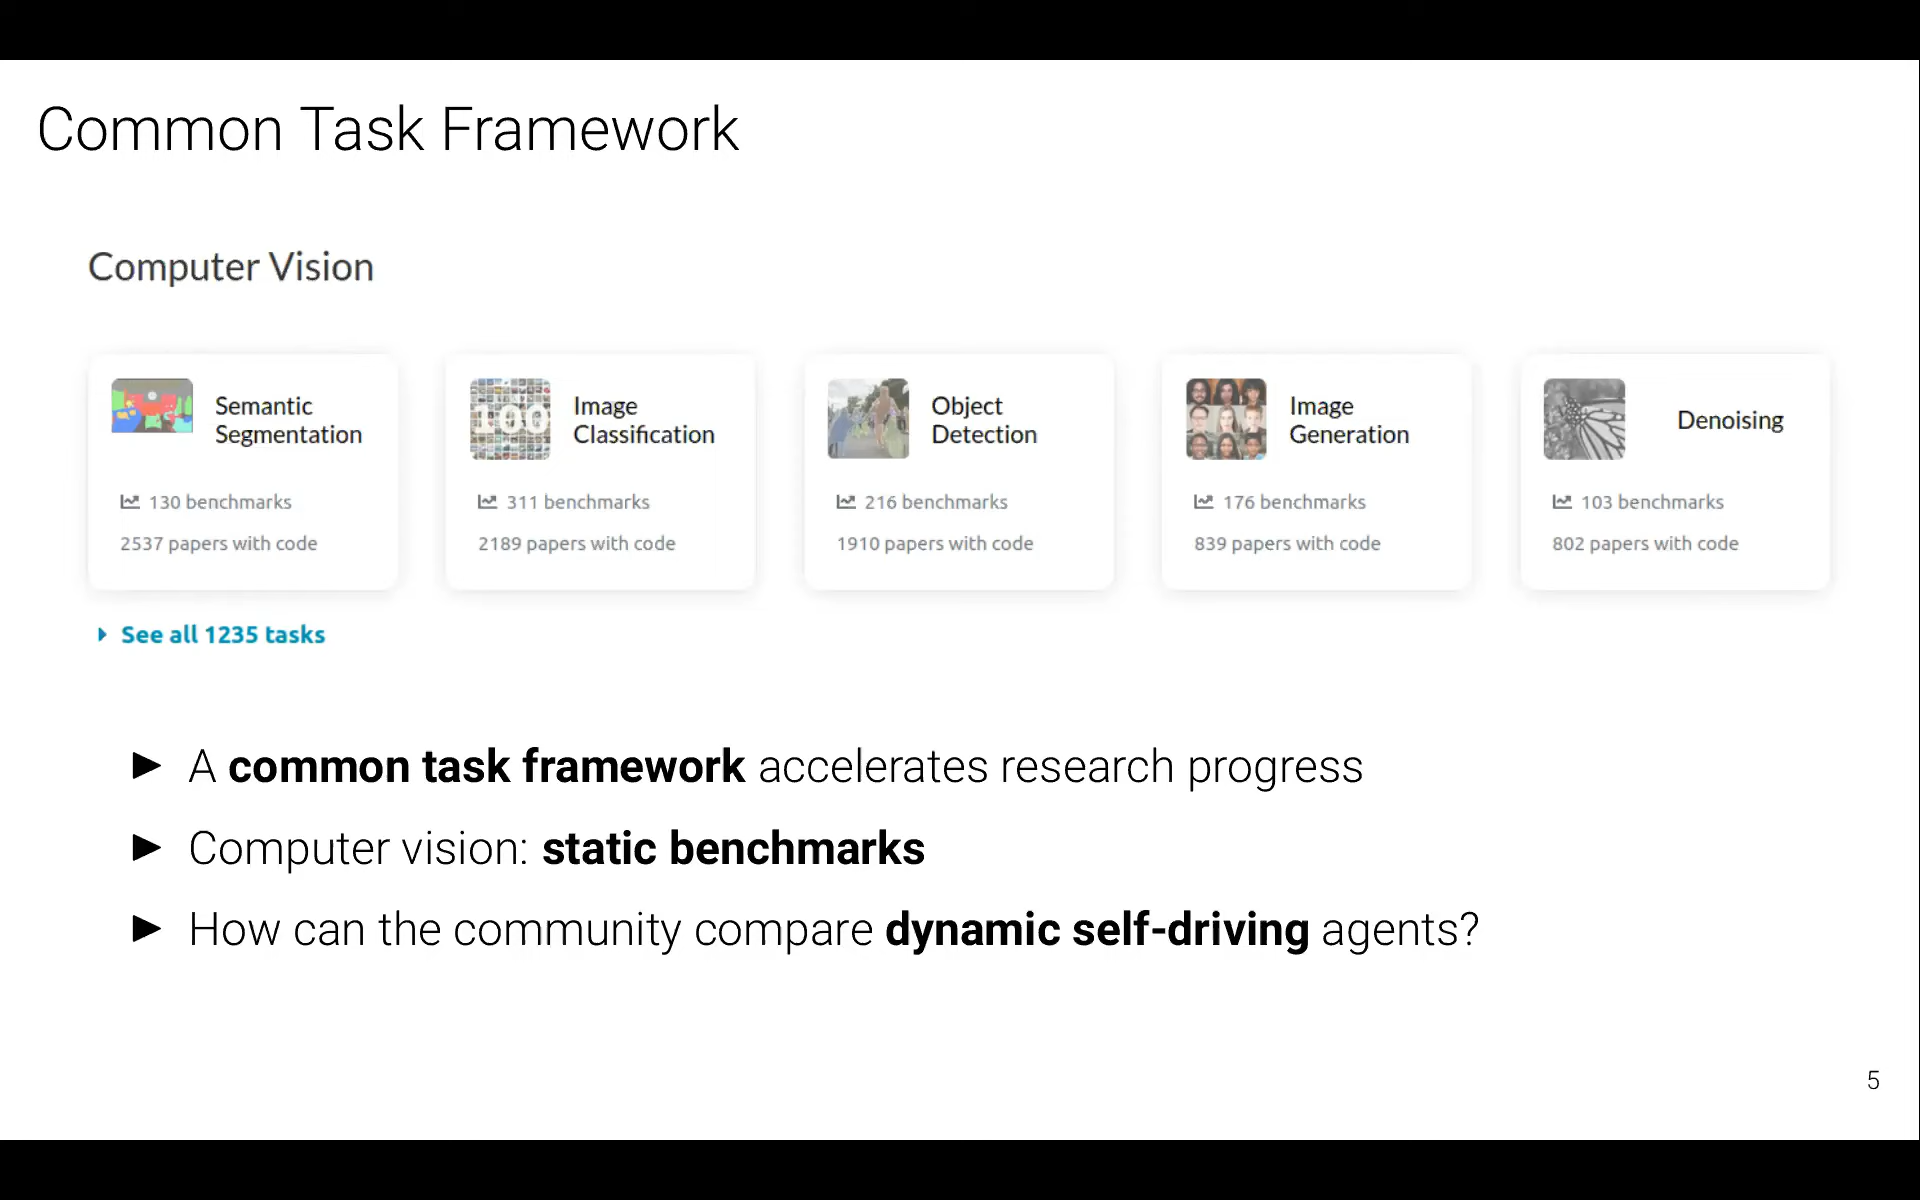 Common Task Framework
Computer Vision
Semantic
Segmentation
130 benchmarks
2537 papers with code
100
Image
Classification
311 benchmarks
2189 papers with code
Object
Detection
216 benchmarks
1910 papers with code
Image
Generation
176 benchmarks
839 papers with code
Denoising
103 benchmarks
802 papers with code
See all 1235 tasks
► A common task framework accelerates research progress
► Computer vision: static benchmarks
► How can the community compare dynamic self-driving agents?
5